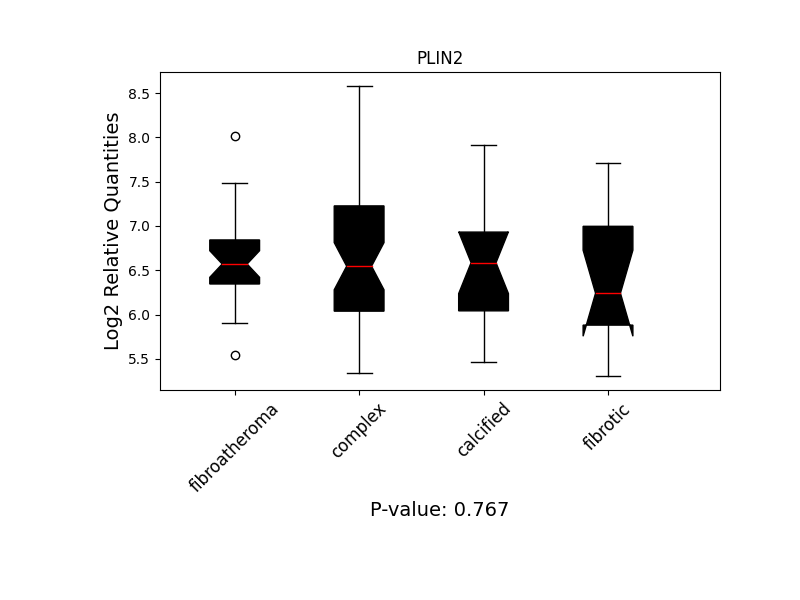 PLIN2
Log2 Relative Quantities
8.5
8.0
7.5
7.0
6.5
6.0
5.5
fibroatheroma
complex
calcified
fibrotic
P-value: 0.767